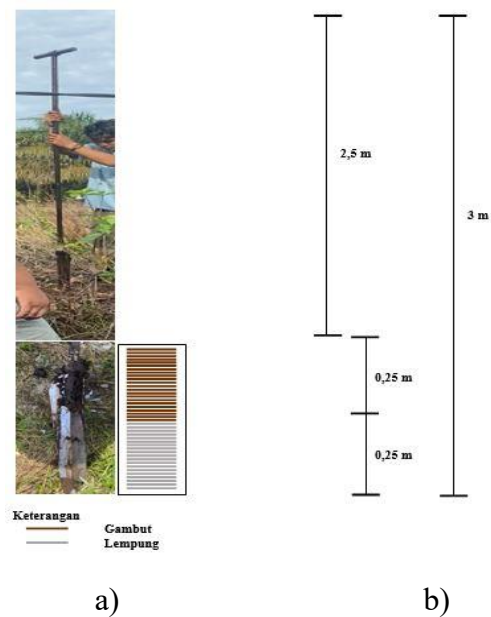 2,5 m
3 m
0,25 m
0,25 m
Keterangan
Gambut
Lempung
a)
b)